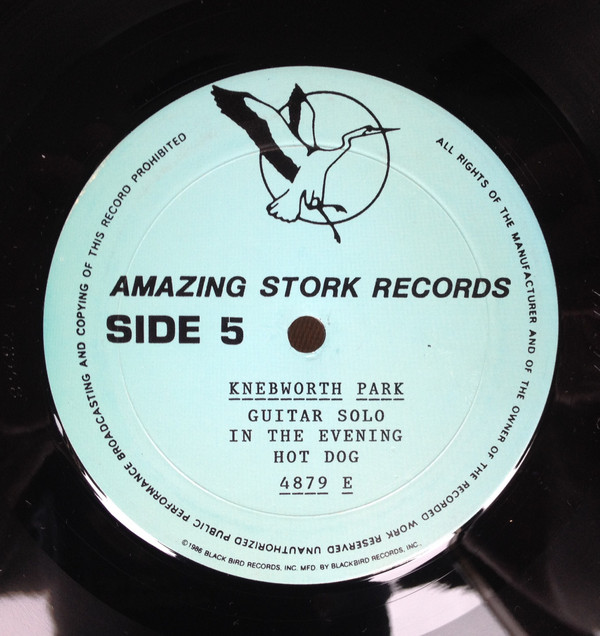 AMAZING STORK RECORDS
SIDE 5
KNEBWORTH PARK
GUITAR SOLO
IN THE EVENING
HOT DOG
4879 E
ALL RIGHTS OF THE MANUFACTURER AND OF THE OWNER OF THE RECORDED WORK RESERVED UNAUTHORIZED PUBLIC PERFORMANCE BROADCASTING AND COPYING OF THIS RECORD PROHIBITED
©1986 BLACK BIRD RECORDS, INC. MFD. BY BLACKBIRD RECORDS, INC.